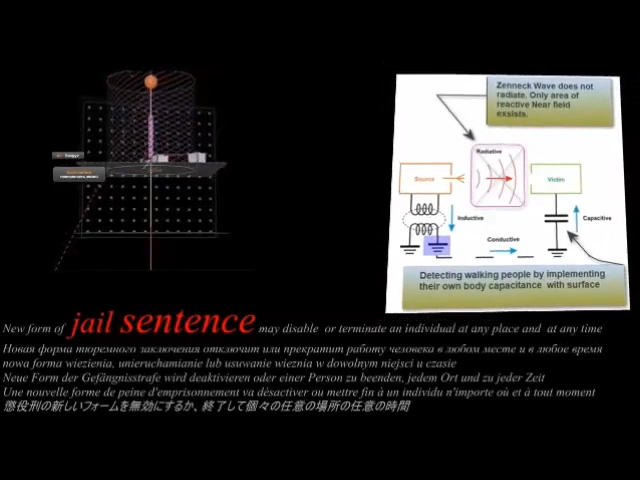 Zenneck Wave does not
radiate. Only area of
reactive Near field
exsists.
Radiative
Source
Victim
Inductive
Capacitive
Conductive
Detecting walking people by implementing
their own body capacitance with surface
New form of jail sentence may disable or terminate an individual at any place and at any time
Новая форма тюремного заключения отключит или прекратит работу человека в любом месте и в любое время
nowa forma wiezienia, unieruchamianie lub usuwanie wieznia w dowolnym niejsci u czasie
Neue Form der Gefängnisstrafe wird deaktivieren oder einer Person zu beenden, jedem Ort und zu jeder Zeit
Une nouvelle forme de peine d'emprisonnement va désactiver ou mettre fin à un individu n'importe où et à tout moment
懲役刑の新しいフォームを無効にするか、終了して個々の任意の場所の任意の時間